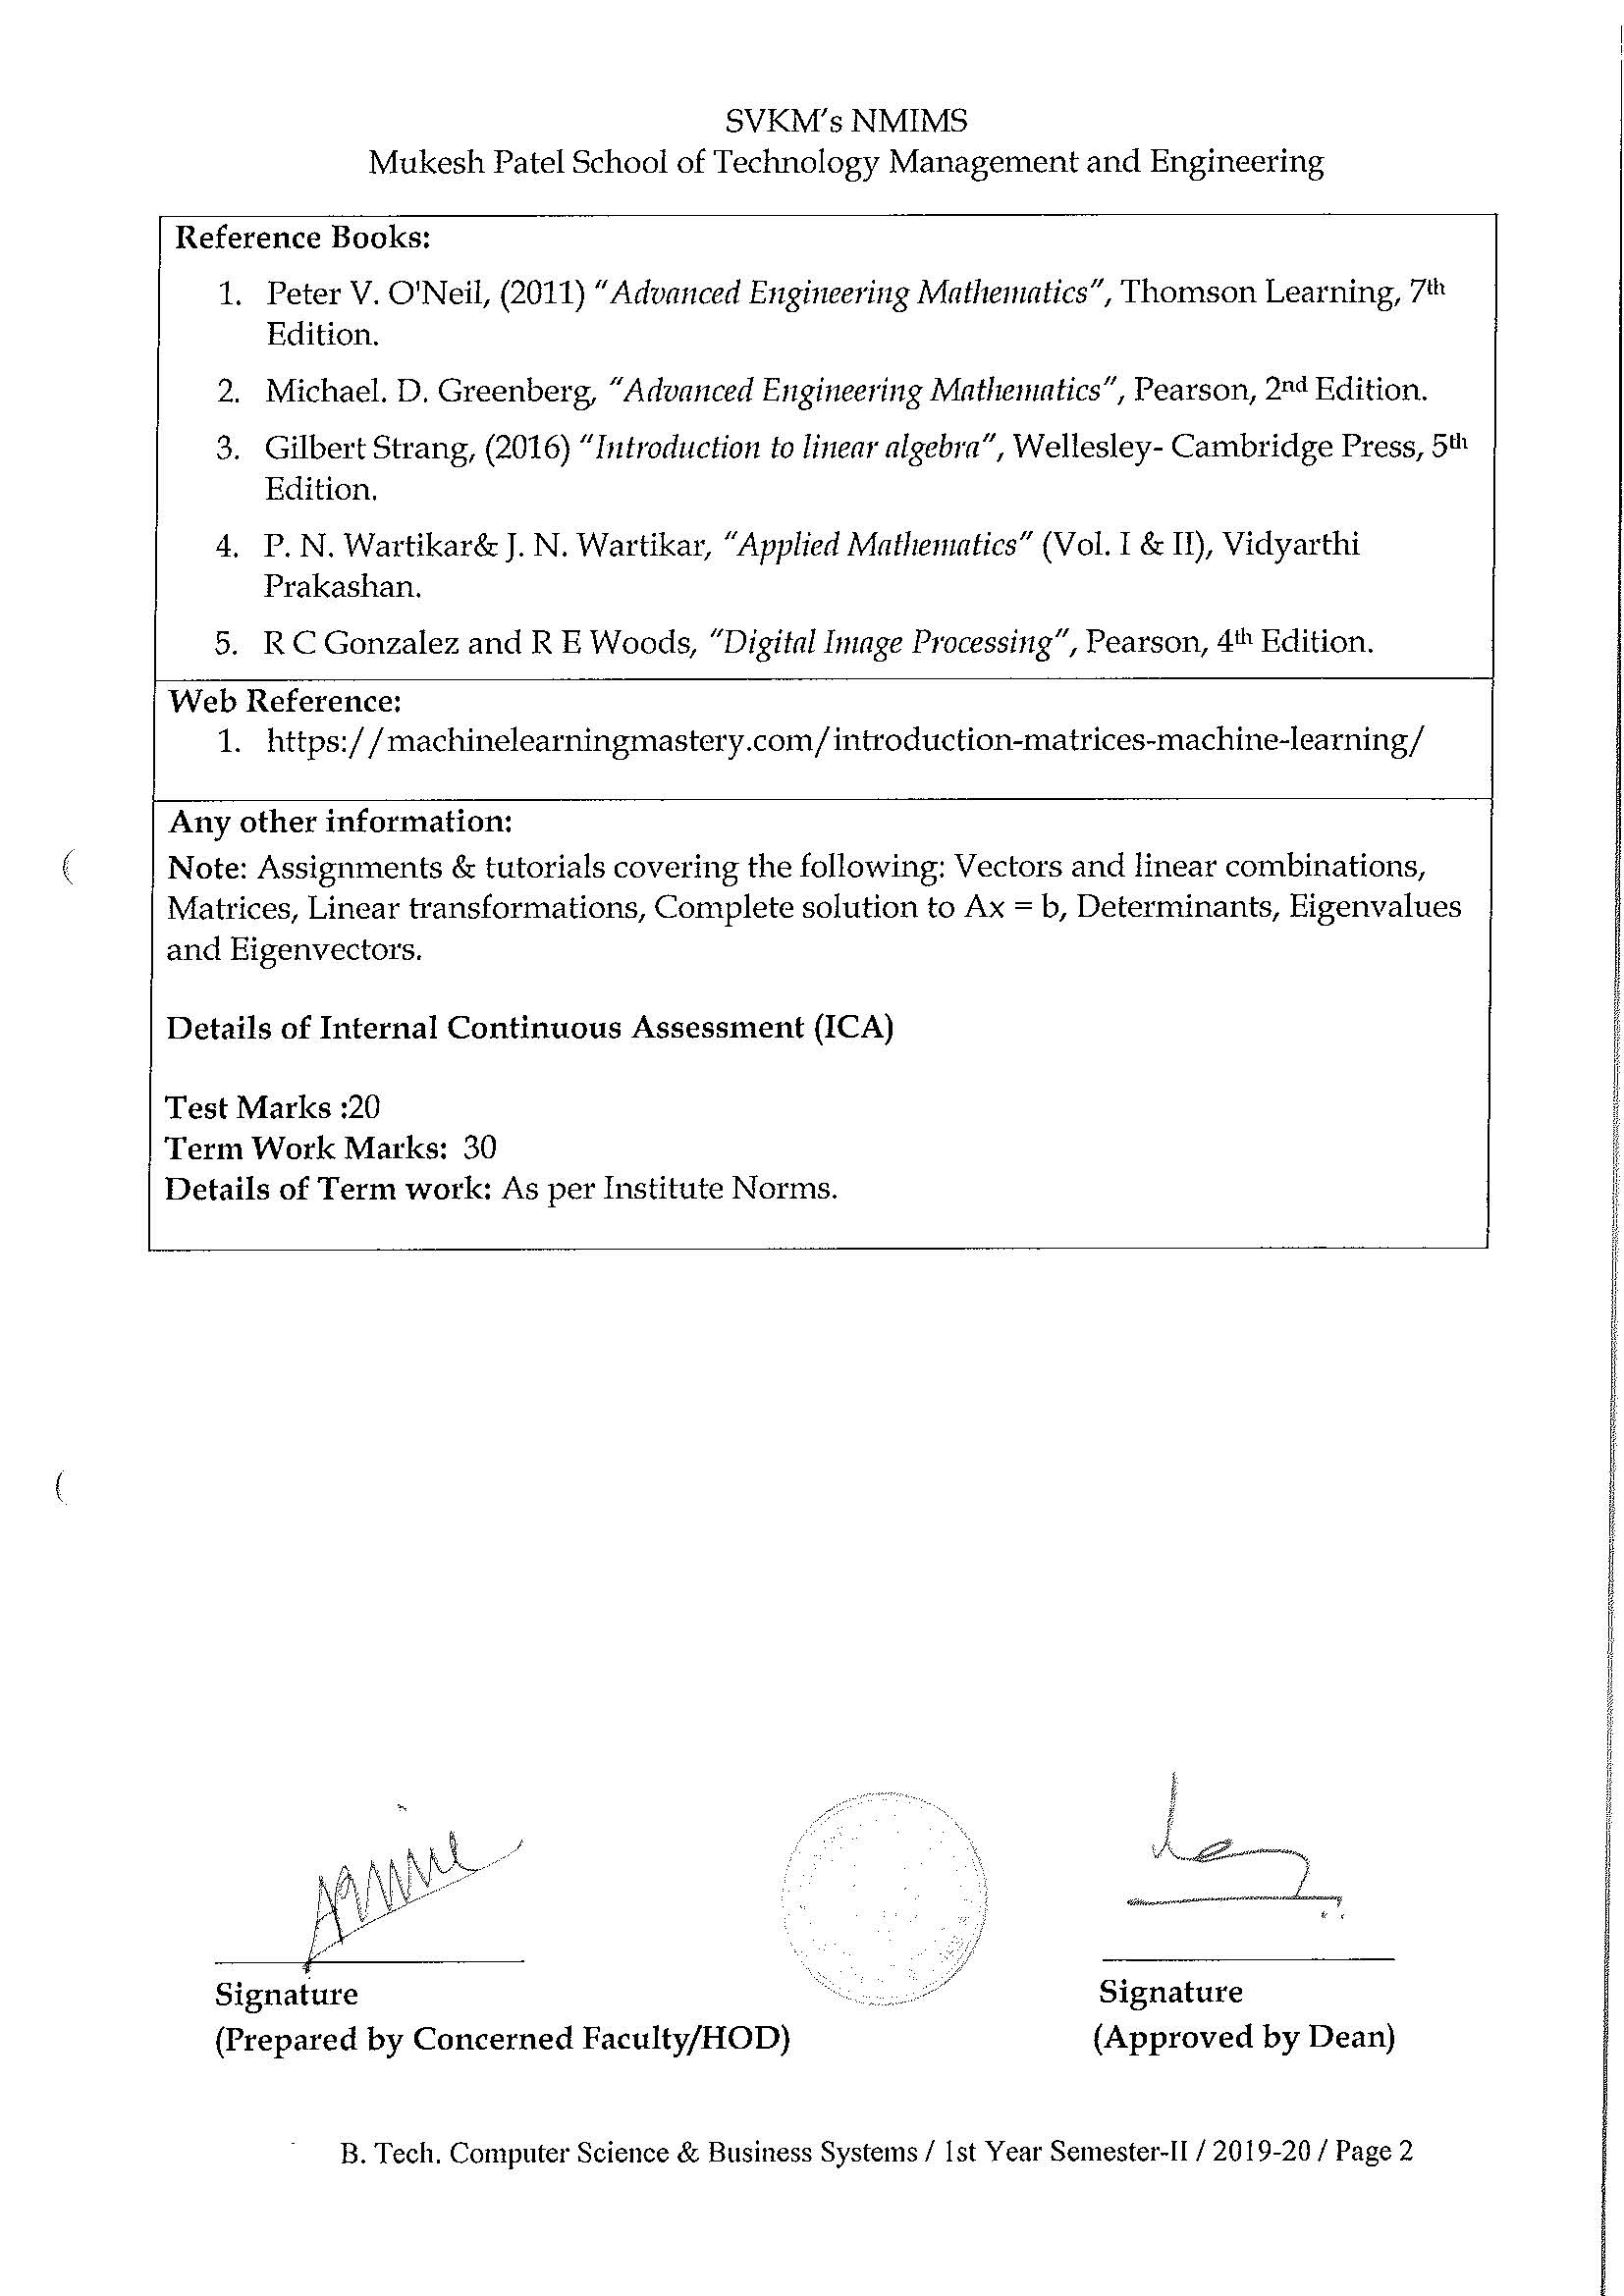 SVKM's NMIMS
Mukesh Patel School of Technology Management and Engineering
Reference Books:
1. Peter V. O'Neil, (2011) "Advanced Engineering Mathematics", Thomson Learning, 7th
Edition.
2. Michael. D. Greenberg, "Advanced Engineering Mathematics", Pearson, 2nd Edition.
3. Gilbert Strang, (2016) "Introduction to linear algebra", Wellesley- Cambridge Press, 5th
Edition.
4. P. N. Wartikar& J. N. Wartikar, "Applied Mathematics" (Vol. I & II), Vidyarthi
Prakashan.
5. R C Gonzalez and R E Woods, "Digital Image Processing", Pearson, 4th Edition.
Web Reference:
1. https://machinelearningmastery.com/introduction-matrices-machine-learning/
Any other information:
Note: Assignments & tutorials covering the following: Vectors and linear combinations,
Matrices, Linear transformations, Complete solution to Ax = b, Determinants, Eigenvalues
and Eigenvectors.
Details of Internal Continuous Assessment (ICA)
Test Marks :20
Term Work Marks: 30
Details of Term work: As per Institute Norms.
Signature
(Prepared by Concerned Faculty/HOD)
Signature
(Approved by Dean)
B. Tech. Computer Science & Business Systems / 1st Year Semester-II / 2019-20 / Page 2